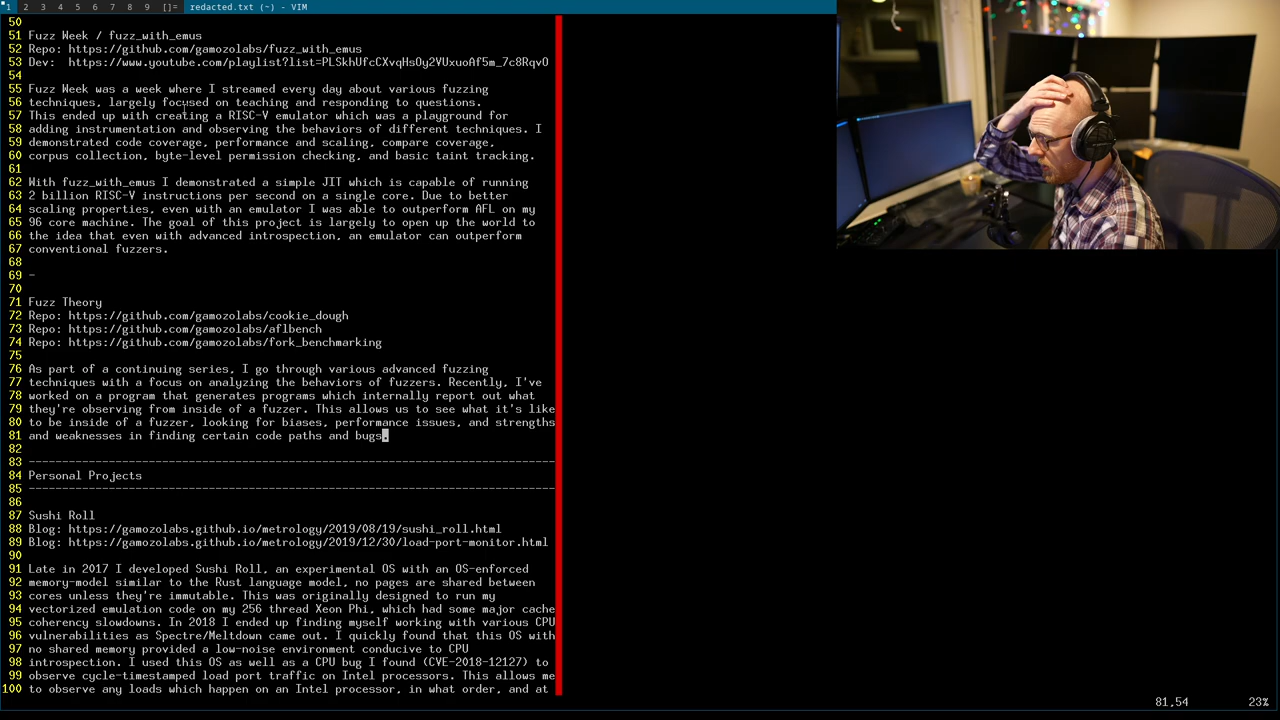 1 2 3 4 5 6 7 8 9 []= redacted.txt (~) - VIM
50
51 Fuzz Week / fuzz_with_emus
52 Repo: https://github.com/gamozolabs/fuzz_with_emus
53 Dev:  https://www.youtube.com/playlist?list=PLSkhUfcCXvqHsOy2VUxuoAf5m_7c8RqvO
54
55 Fuzz Week was a week where I streamed every day about various fuzzing
56 techniques, largely focused on teaching and responding to questions.
57 This ended up with creating a RISC-V emulator which was a playground for
58 adding instrumentation and observing the behaviors of different techniques. I
59 demonstrated code coverage, performance and scaling, compare coverage,
60 corpus collection, byte-level permission checking, and basic taint tracking.
61
62 With fuzz_with_emus I demonstrated a simple JIT which is capable of running
63 2 billion RISC-V instructions per second on a single core. Due to better
64 scaling properties, even with an emulator I was able to outperform AFL on my
65 96 core machine. The goal of this project is largely to open up the world to
66 the idea that even with advanced introspection, an emulator can outperform
67 conventional fuzzers.
68
69 -
70
71 Fuzz Theory
72 Repo: https://github.com/gamozolabs/cookie_dough
73 Repo: https://github.com/gamozolabs/aflbench
74 Repo: https://github.com/gamozolabs/fork_benchmarking
75
76 As part of a continuing series, I go through various advanced fuzzing
77 techniques with a focus on analyzing the behaviors of fuzzers. Recently, I've
78 worked on a program that generates programs which internally report out what
79 they're observing from inside of a fuzzer. This allows us to see what it's like
80 to be inside of a fuzzer, looking for biases, performance issues, and strengths
81 and weaknesses in finding certain code paths and bugs.
82
83 -------------------------------------------------------------------------------
84 Personal Projects
85 -------------------------------------------------------------------------------
86
87 Sushi Roll
88 Blog: https://gamozolabs.github.io/metrology/2019/08/19/sushi_roll.html
89 Blog: https://gamozolabs.github.io/metrology/2019/12/30/load-port-monitor.html
90
91 Late in 2017 I developed Sushi Roll, an experimental OS with an OS-enforced
92 memory-model similar to the Rust language model, no pages are shared between
93 cores unless they're immutable. This was originally designed to run my
94 vectorized emulation code on my 256 thread Xeon Phi, which had some major cache
95 coherency slowdowns. In 2018 I ended up finding myself working with various CPU
96 vulnerabilities as Spectre/Meltdown came out. I quickly found that this OS with
97 no shared memory provided a low-noise environment conducive to CPU
98 introspection. I used this OS as well as a CPU bug I found (CVE-2018-12127) to
99 observe cycle-timestamped load port traffic on Intel processors. This allows me
100 to observe any loads which happen on an Intel processor, in what order, and at
81,54 23%